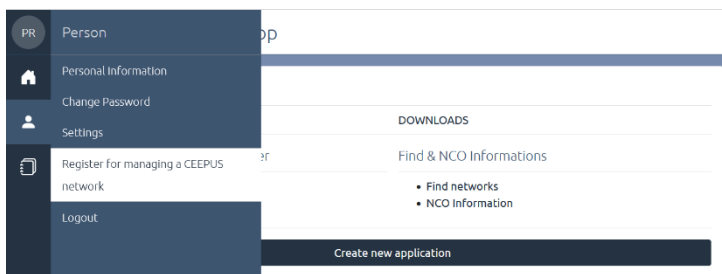 PR
Person
op
Personal Information
Change Password
Settings
Register for managing a CEEPUS
network
Logout
er
DOWNLOADS
Find & NCO Informations
• Find networks
• NCO Information
Create new application